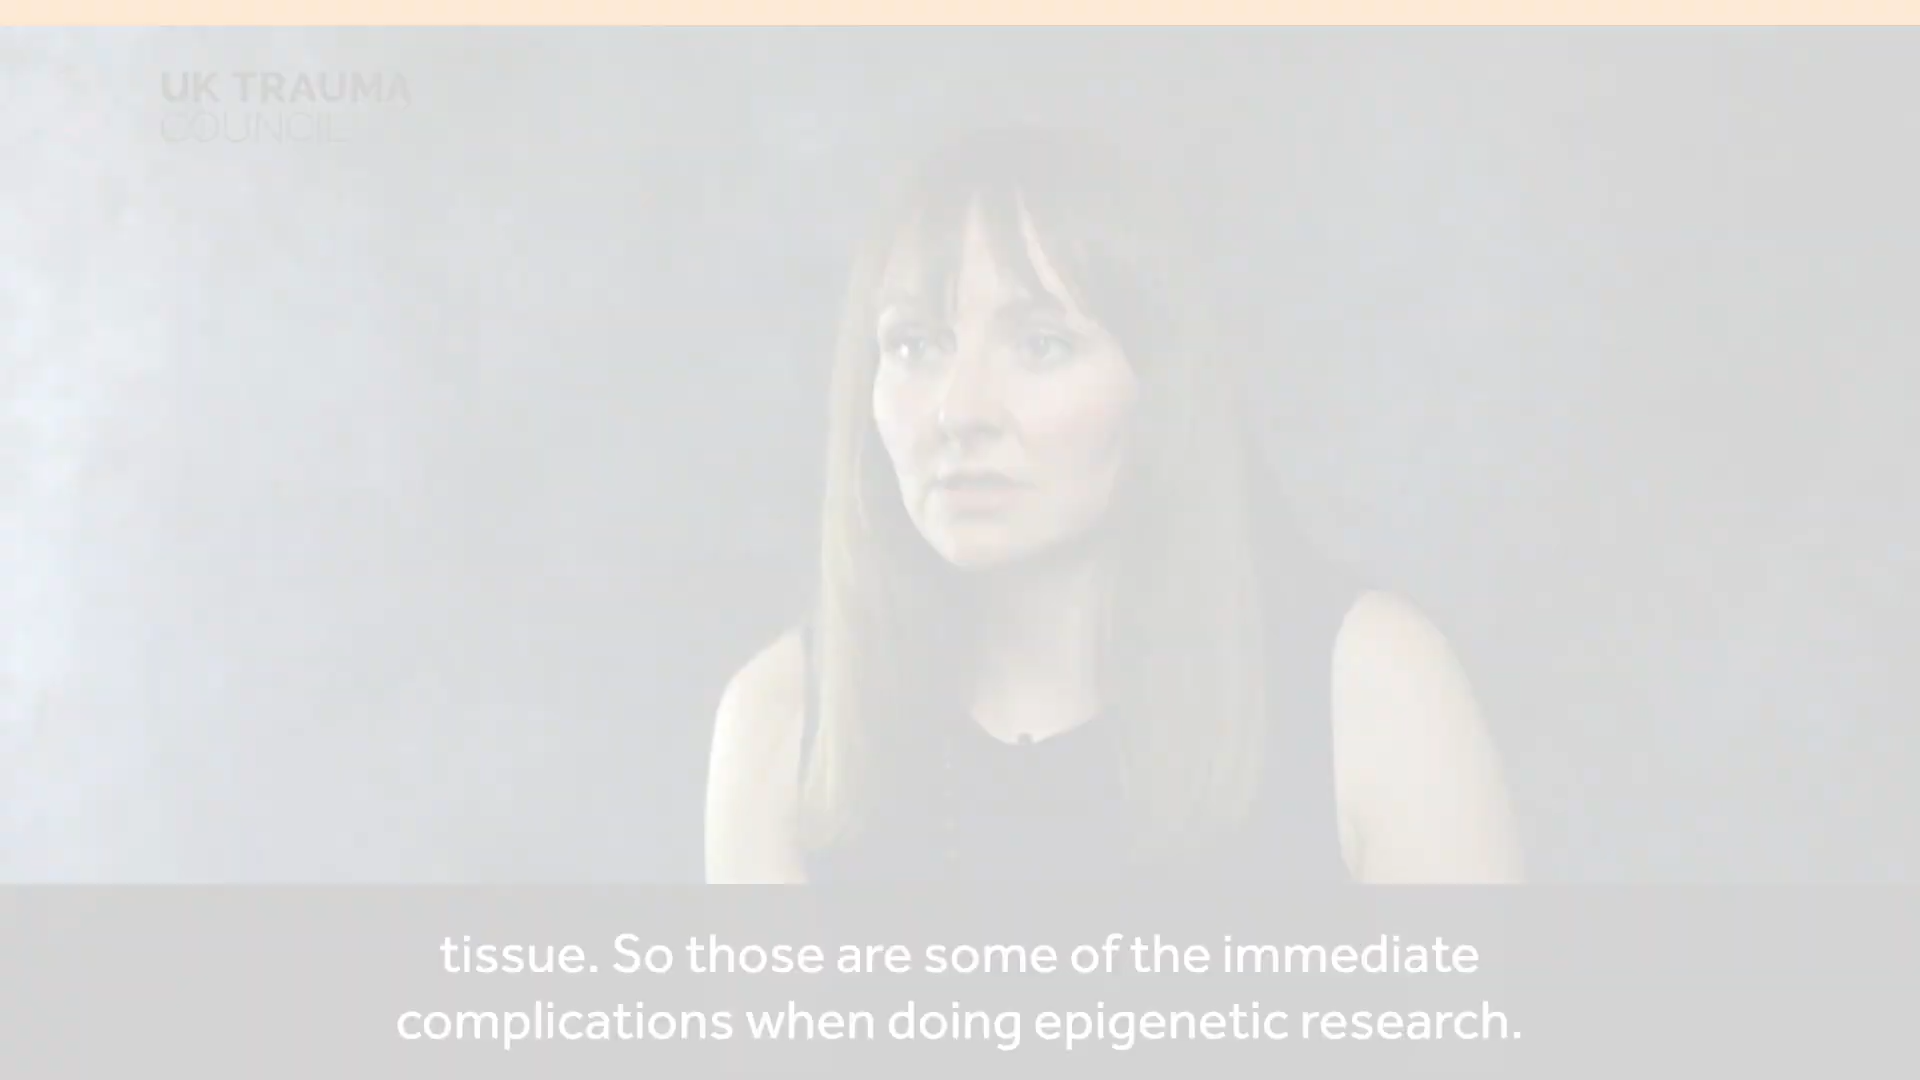 UK TRAUMA
COUNCIL
tissue. So those are some of the immediate
complications when doing epigenetic research.